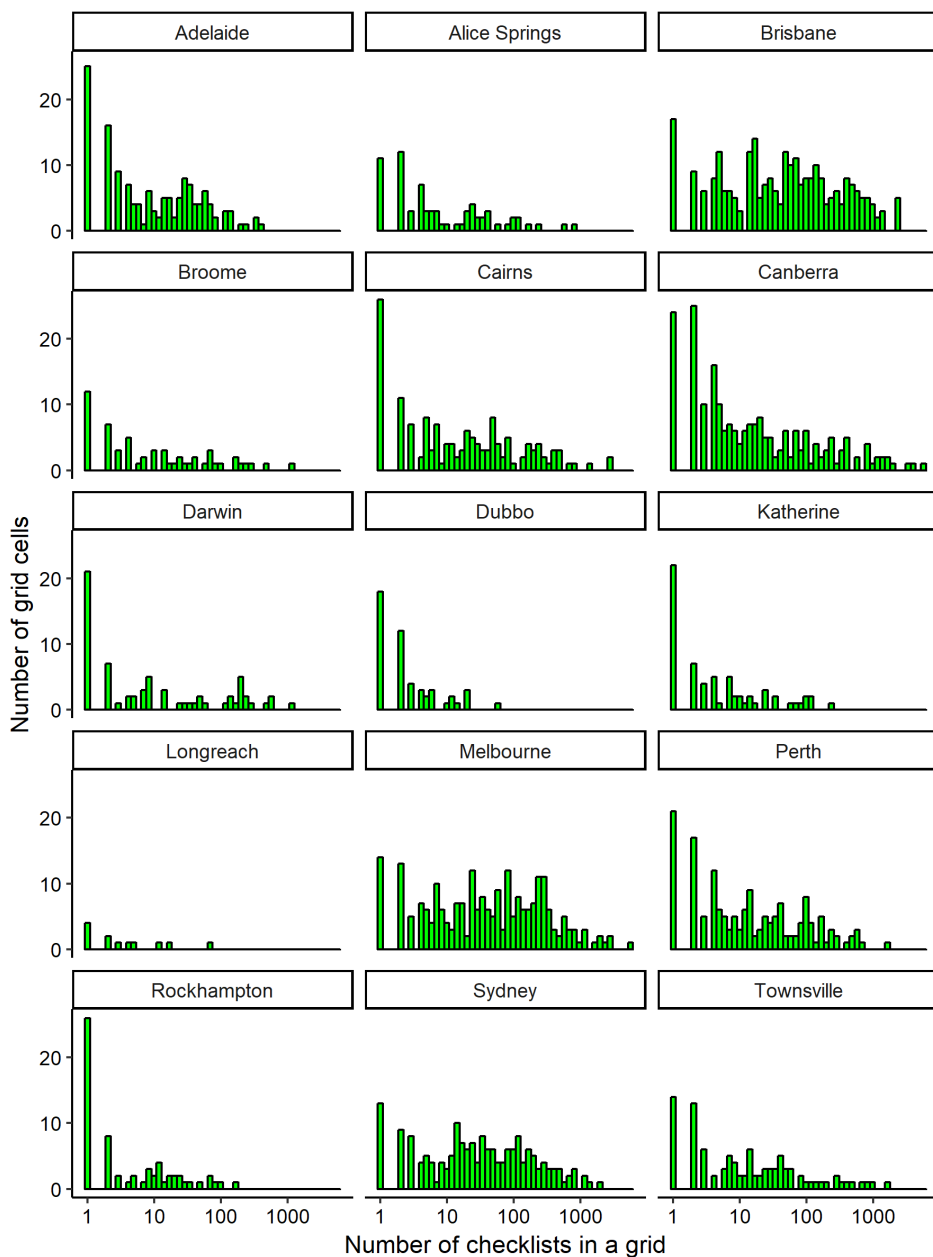 Adelaide
Alice Springs
Brisbane
20
10
0
Broome
Cairns
Canberra
20
10
0
Darwin
Dubbo
Katherine
20
10
0
Longreach
Melbourne
Perth
20
10
0
Rockhampton
Sydney
Townsville
20
10
0
1 10 100 1000
1 10 100 1000
1 10 100 1000
Number of checklists in a grid
Number of grid cells